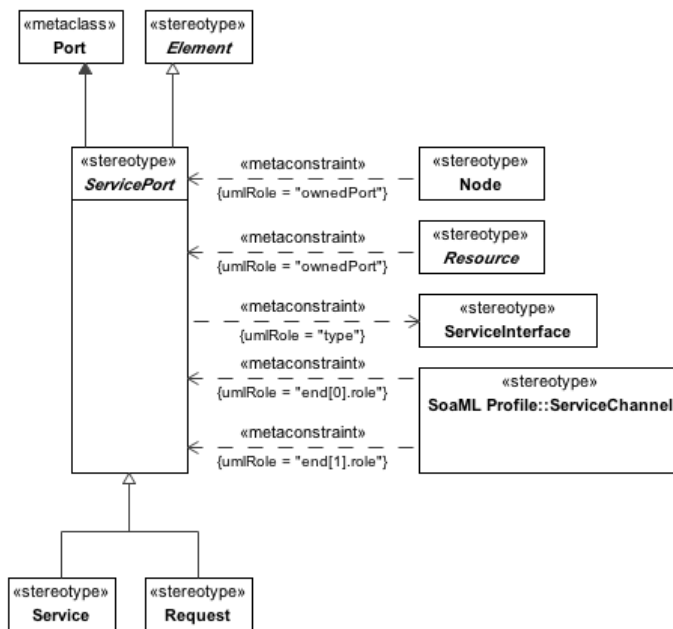 «metaclass»
Port
«stereotype»
Element
«stereotype»
ServicePort
«metaconstraint»
{umlRole = "ownedPort"}
«stereotype»
Node
«metaconstraint»
{umlRole = "ownedPort"}
«stereotype»
Resource
«metaconstraint»
{umlRole = "type"}
«stereotype»
ServiceInterface
«metaconstraint»
{umlRole = "end[0].role"}
«stereotype»
SoaML Profile::ServiceChannel
«metaconstraint»
{umlRole = "end[1].role"}
«stereotype»
Service
«stereotype»
Request